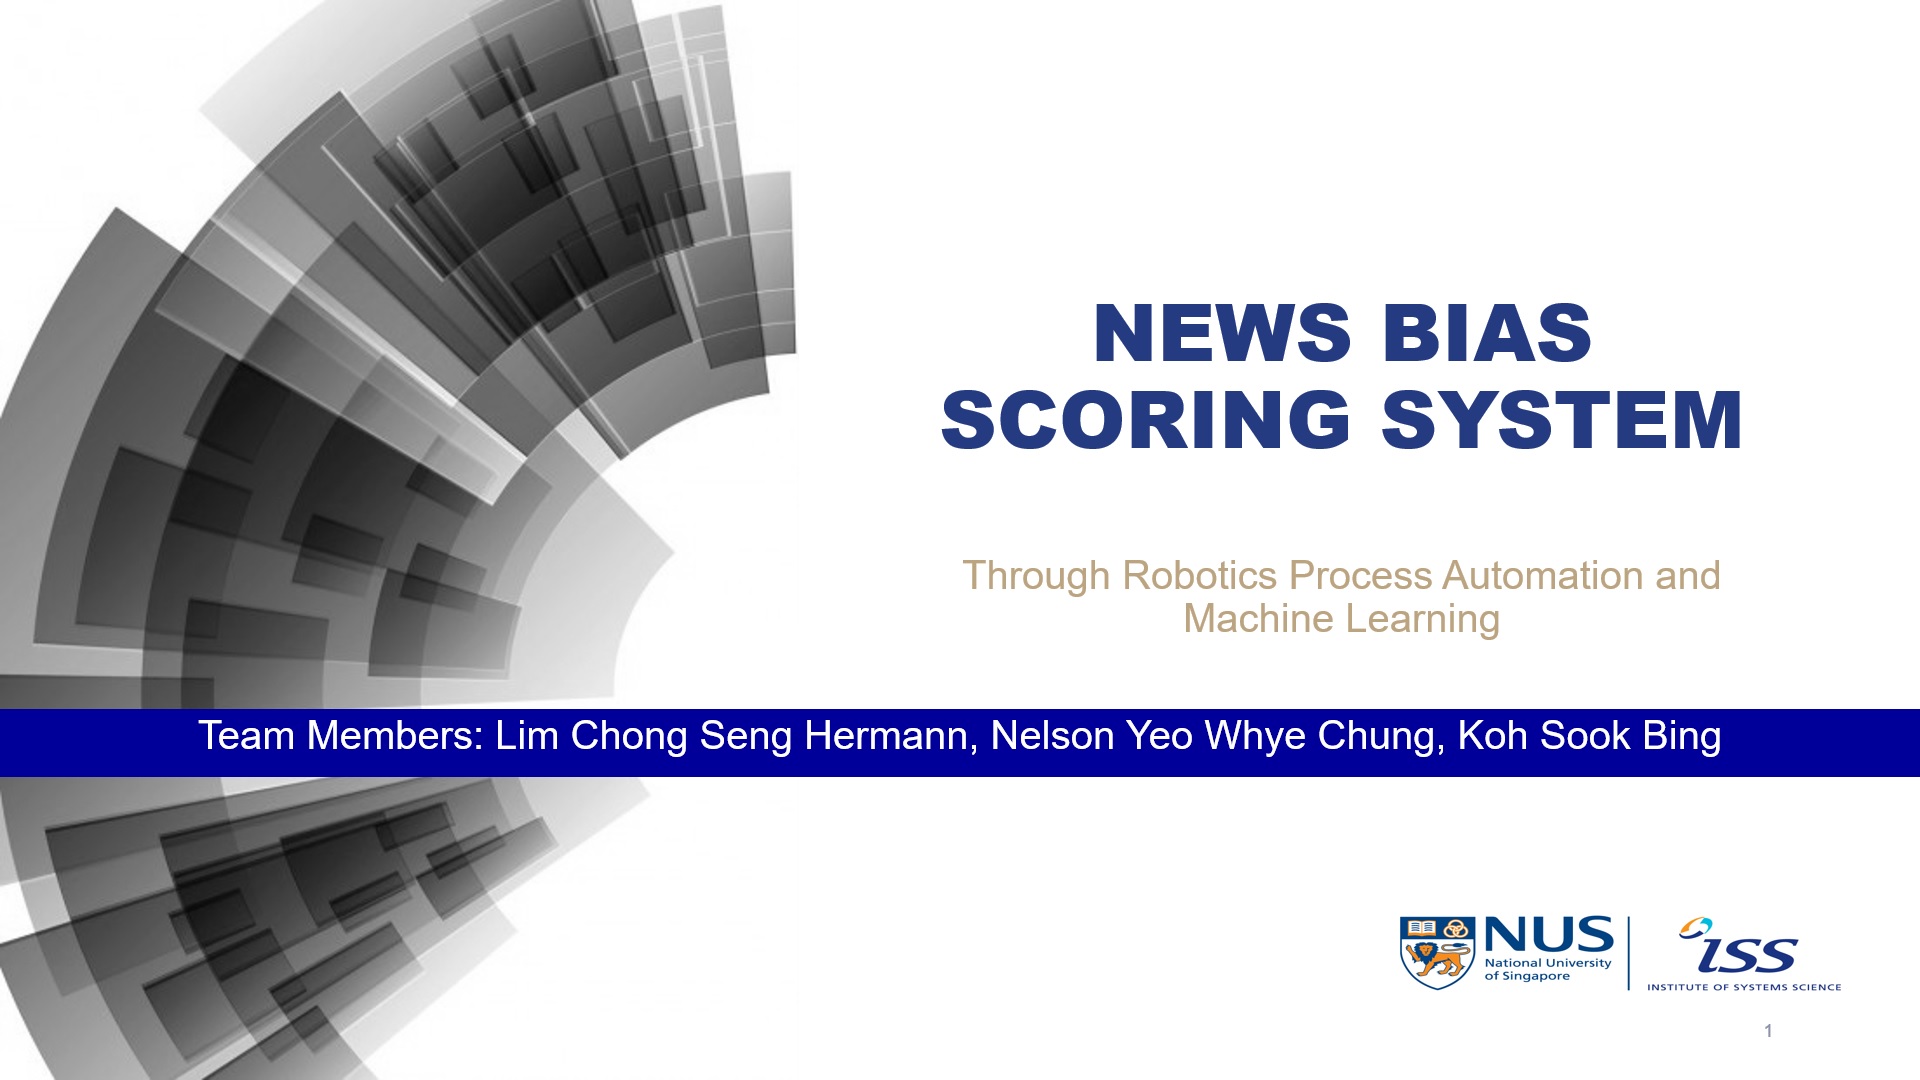 NEWS BIAS
SCORING SYSTEM
Through Robotics Process Automation and
Machine Learning
Team Members: Lim Chong Seng Hermann, Nelson Yeo Whye Chung, Koh Sook Bing
NUS
National University
of Singapore
iss
INSTITUTE OF SYSTEMS SCIENCE
1